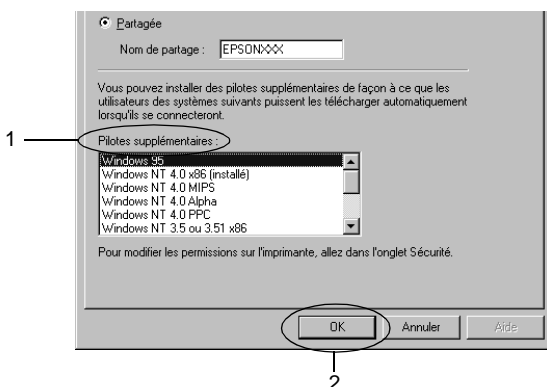 Partagée
Nom de partage : EPSONXXX
Vous pouvez installer des pilotes supplémentaires de façon à ce que les
utilisateurs des systèmes suivants puissent les télécharger automatiquement
lorsqu'ils se connecteront.
1
Pilotes supplémentaires :
Windows 95
Windows NT 4.0 x86 (installé)
Windows NT 4.0 MIPS
Windows NT 4.0 Alpha
Windows NT 4.0 PPC
Windows NT 3.5 ou 3.51 x86
Pour modifier les permissions sur l'imprimante, allez dans l'onglet Sécurité.
OK Annuler Aide
2